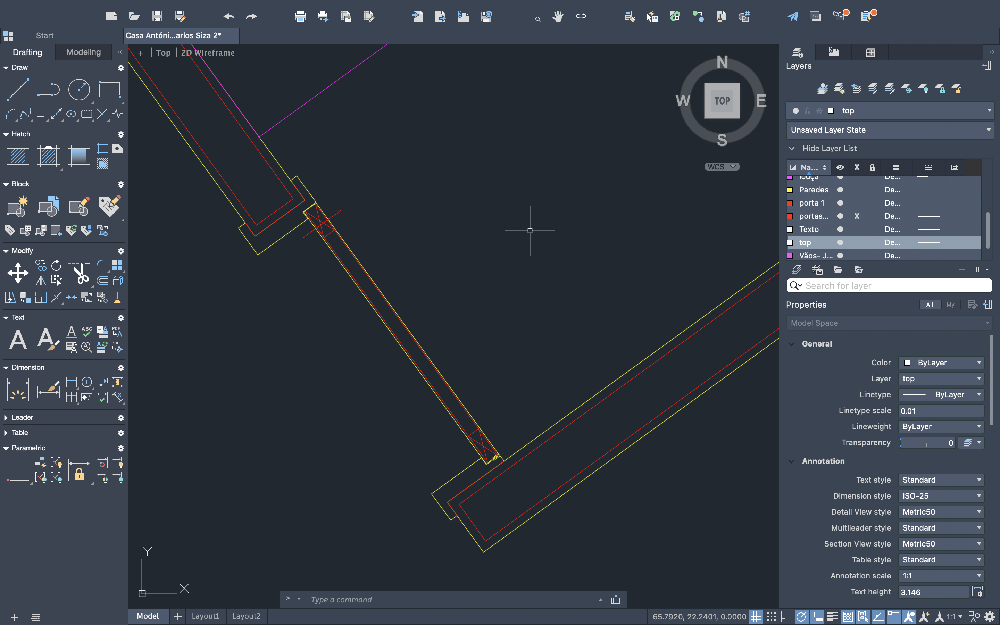 Start
Casa Antóni...arlos Siza 2*
Drafting
Modeling
+ | Top | 2D Wireframe
Draw
Hatch
Block
Modify
Text
ABC
PDF
PDF
Dimension
Leader
Table
Parametric
N
W
TOP
E
S
WCS
Y
X
>_ Type a command
Model
Layout1
Layout2
65.7920, 22.2401, 0.0000
1:1
Layers
top
Unsaved Layer State
Hide Layer List
Na...
louça De...
Paredes De...
porta 1 De...
portas... De...
Texto De...
top De...
Vãos- J... De...
Search for layer
Properties
All
My
Model Space
General
Color ByLayer
Layer top
Linetype ByLayer
Linetype scale 0.01
Lineweight ByLayer
Transparency 0
Annotation
Text style Standard
Dimension style ISO-25
Detail View style Metric50
Multileader style Standard
Section View style Metric50
Table style Standard
Annotation scale 1:1
Text height 3.146